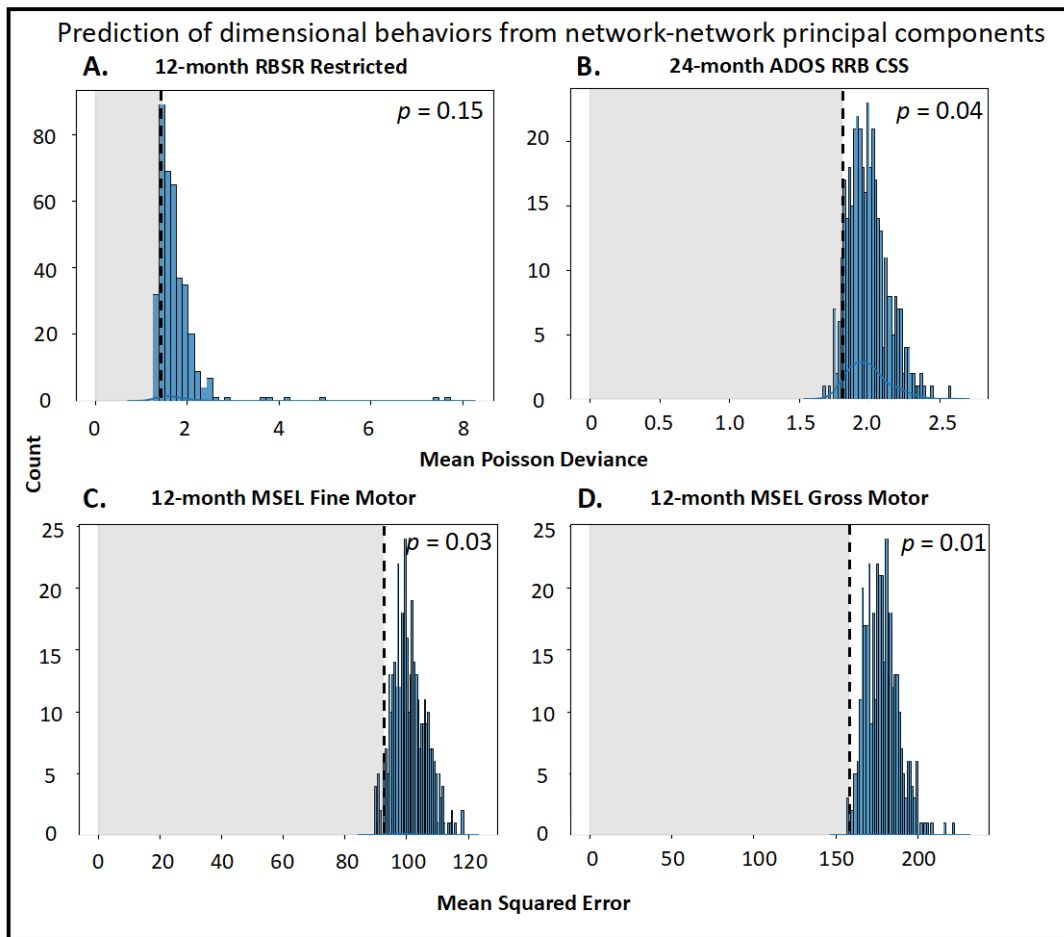 Prediction of dimensional behaviors from network-network principal components
A. 12-month RBSR Restricted
p = 0.15
80
60
40
20
0
0 2 4 6 8
B. 24-month ADOS RRB CSS
p = 0.04
20
15
10
5
0
0 0.5 1.0 1.5 2.0 2.5
Mean Poisson Deviance
Count
C. 12-month MSEL Fine Motor
p = 0.03
25
20
15
10
5
0
0 20 40 60 80 100 120
D. 12-month MSEL Gross Motor
p = 0.01
25
20
15
10
5
0
0 50 100 150 200
Mean Squared Error